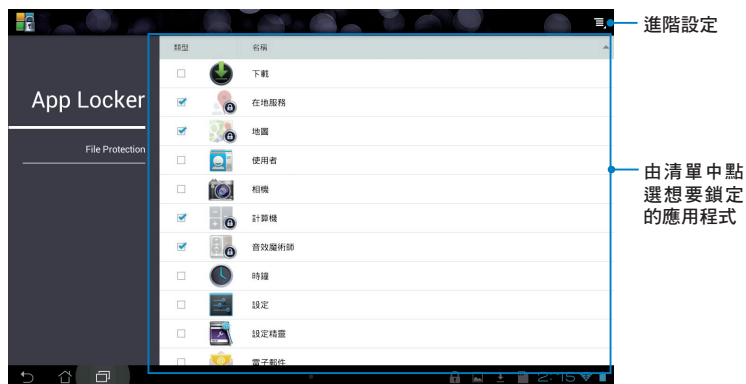 進階設定
類型 名稱
下載
App Locker
在地服務
地圖
File Protection
使用者
由清單中點
選想要鎖定
的應用程式
相機
計算機
音效魔術師
時鐘
設定
設定精靈
電子郵件
2:15